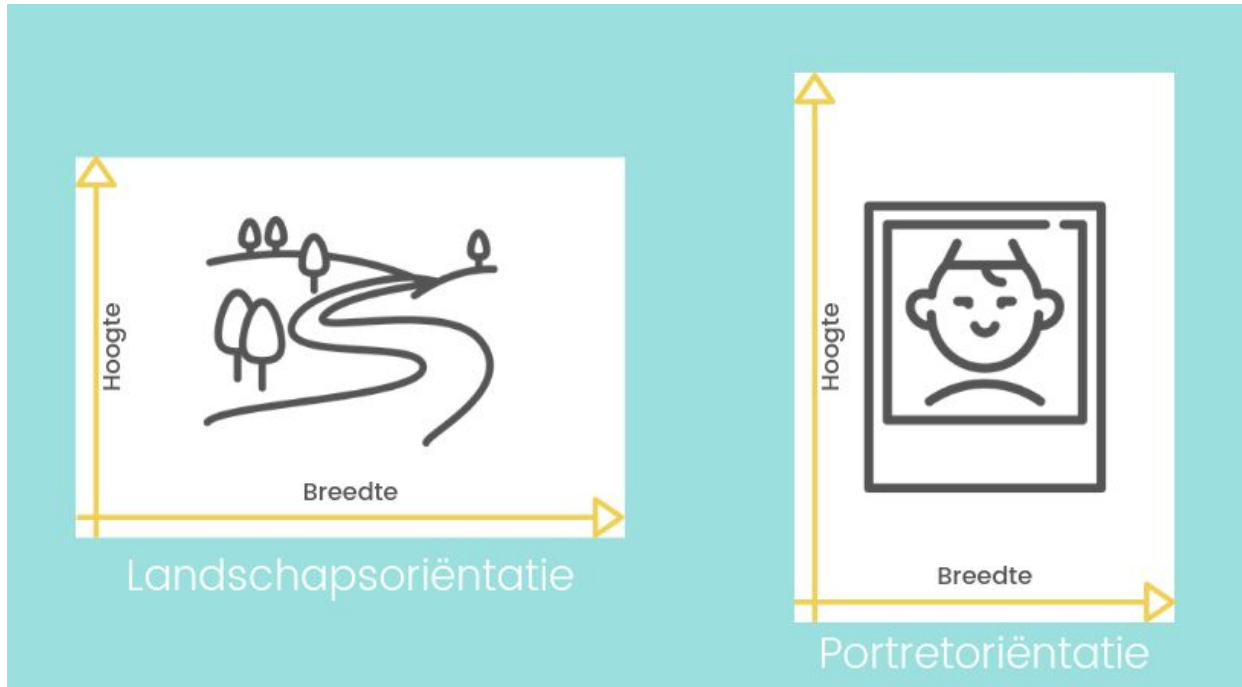 Hoogte
Breedte
Landschapsoriëntatie
Hoogte
Breedte
Portretoriëntatie